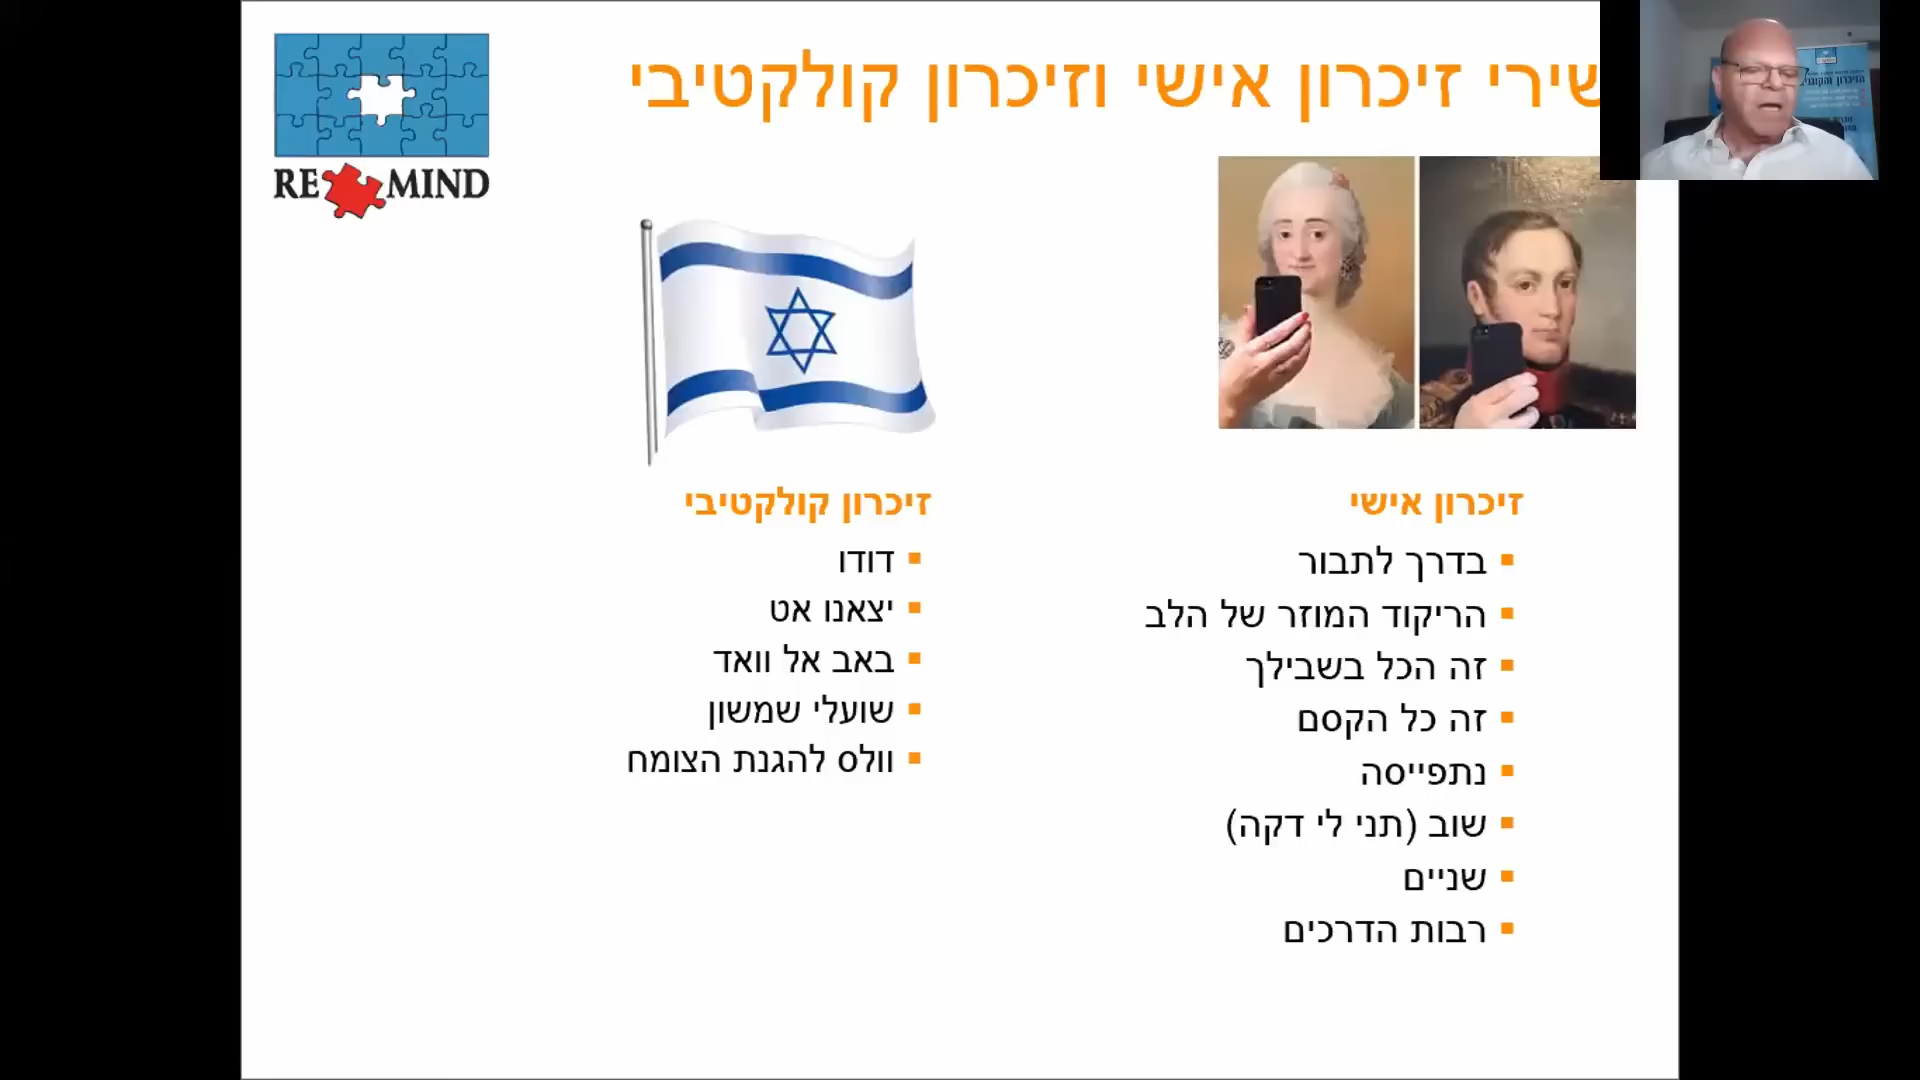 שירי זיכרון אישי וזיכרון קולקטיבי
RE MIND
זיכרון אישי
בדרך לתבור
הריקוד המוזר של הלב
זה הכל בשבילך
זה כל הקסם
נתפייסה
שוב (תני לי דקה)
שניים
רבות הדרכים
זיכרון קולקטיבי
דודו
יצאנו אט
באב אל וואד
שועלי שמשון
וולס להגנת הצומח